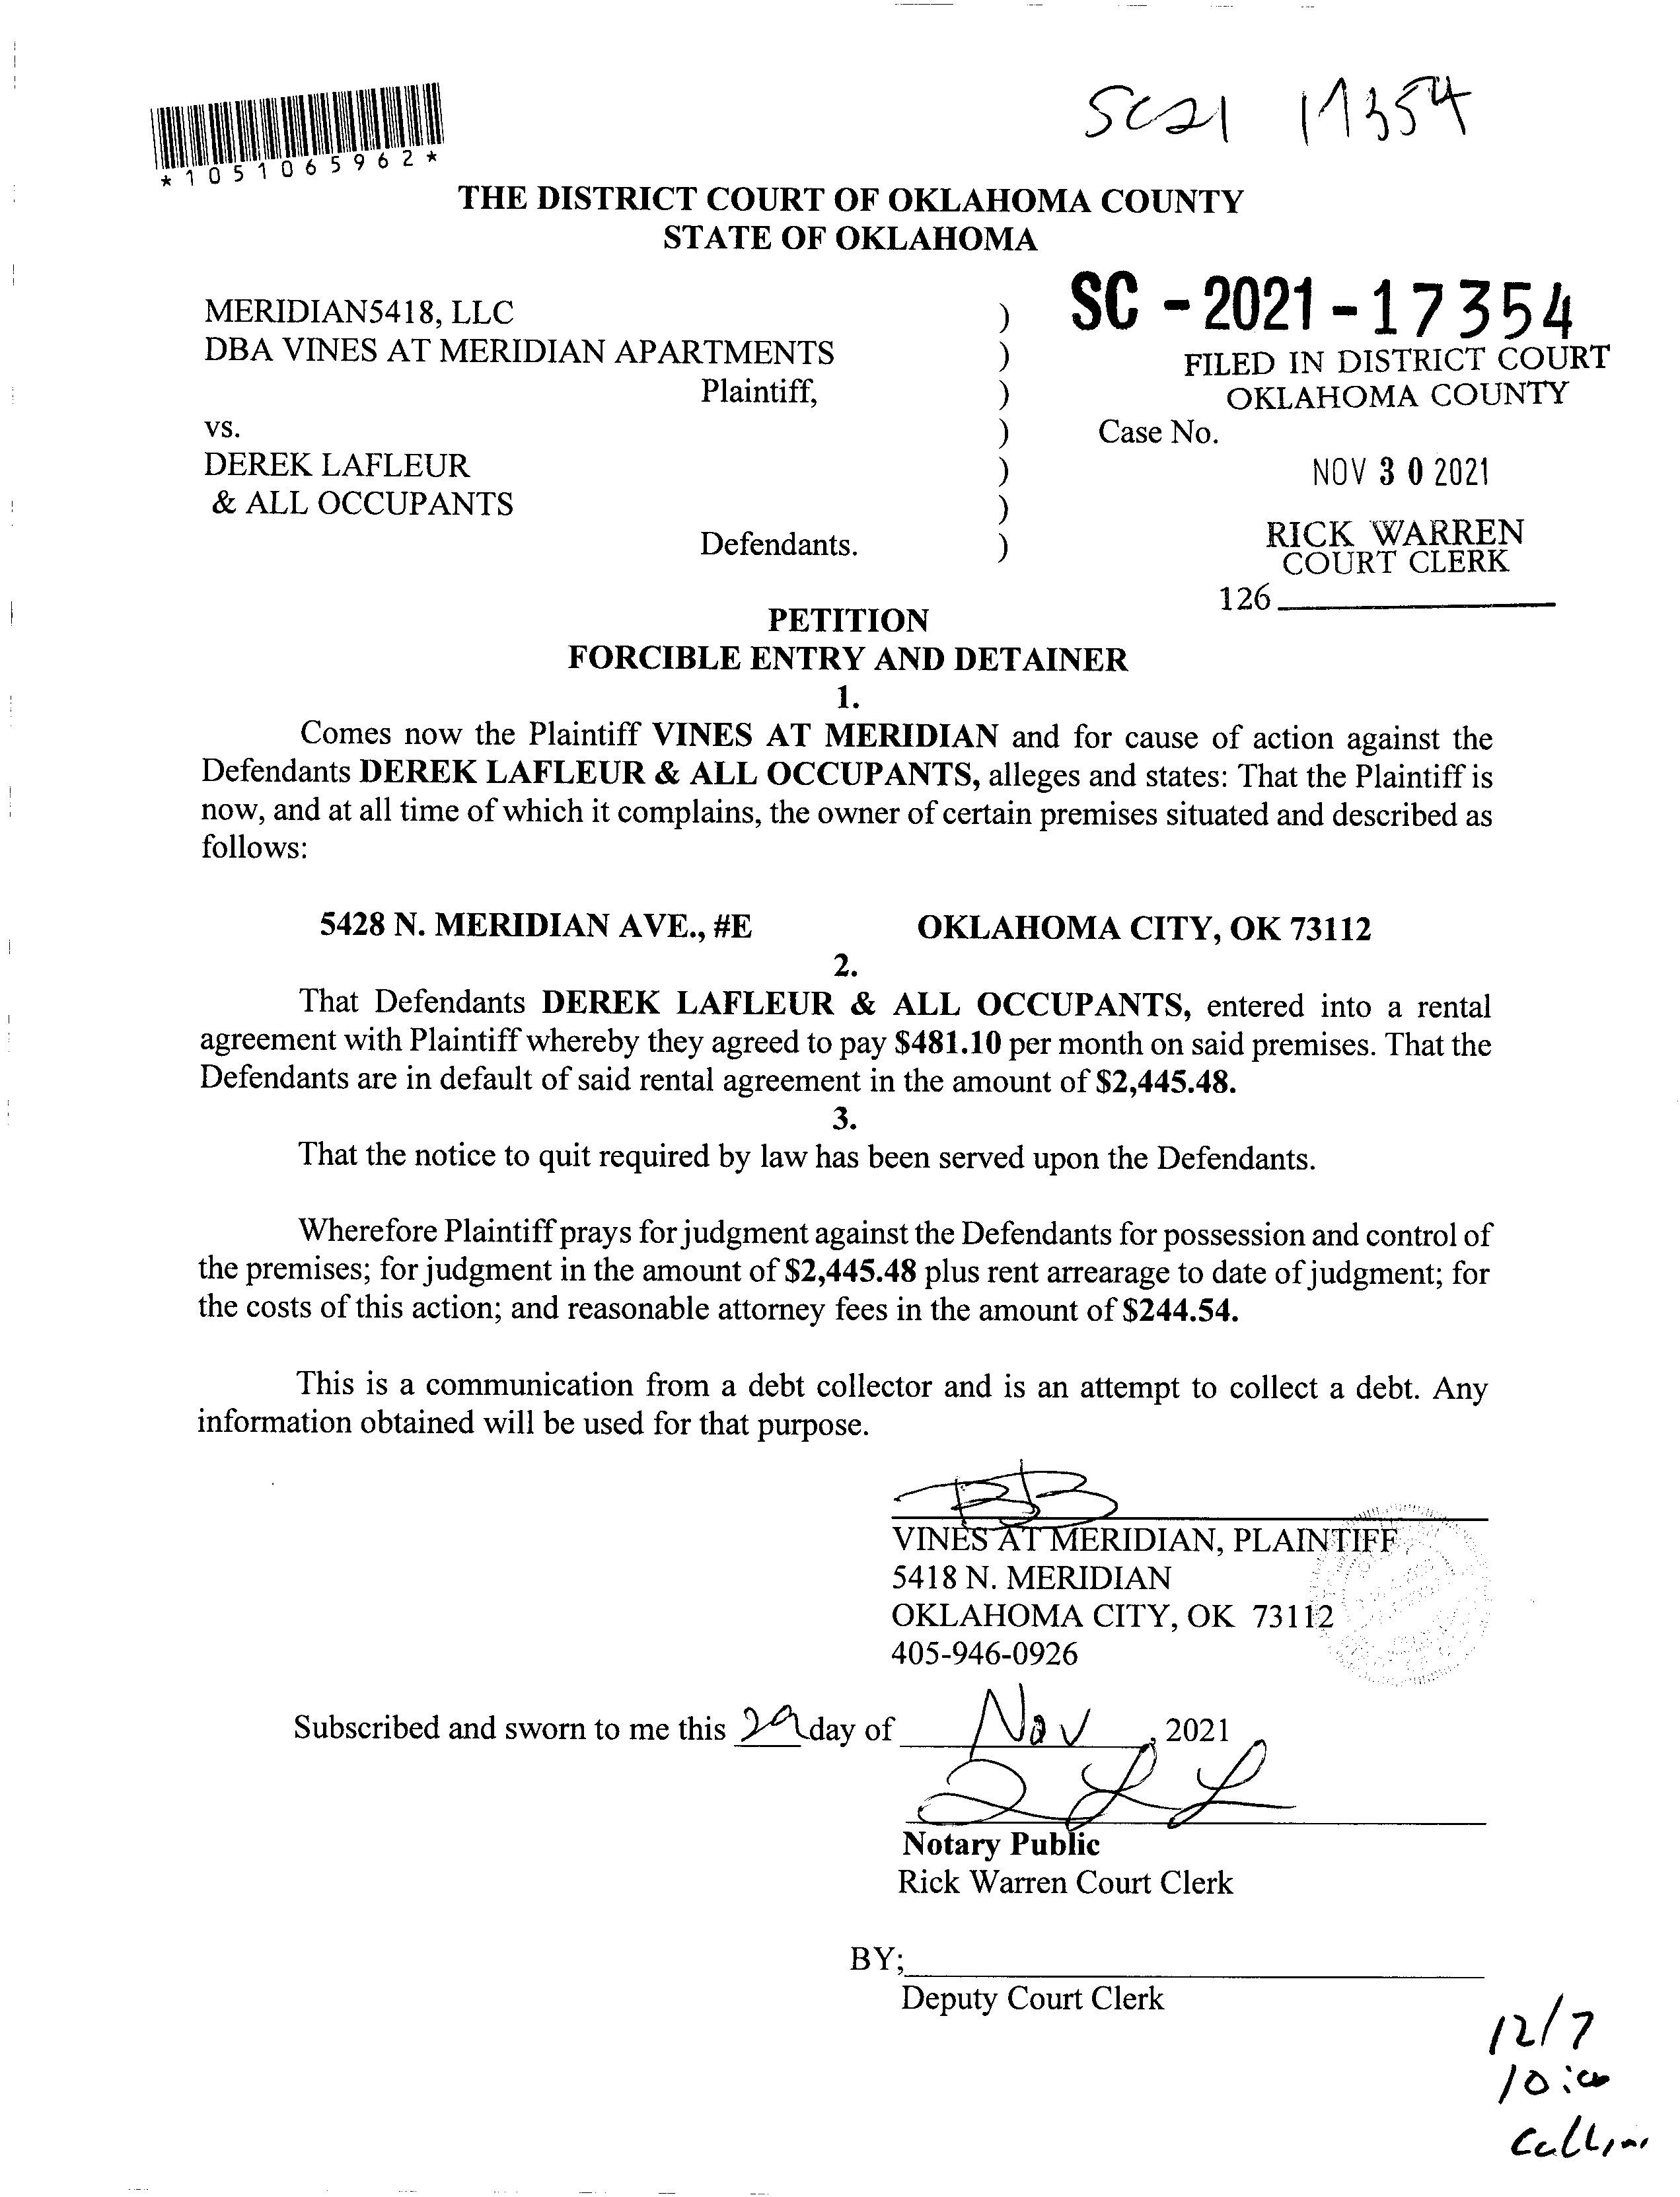 SC21 17354
*1051065962*
THE DISTRICT COURT OF OKLAHOMA COUNTY
STATE OF OKLAHOMA
MERIDIAN5418, LLC )
DBA VINES AT MERIDIAN APARTMENTS )
Plaintiff, )
vs. )
DEREK LAFLEUR )
& ALL OCCUPANTS )
Defendants. )
SC - 2021 - 17354
FILED IN DISTRICT COURT
OKLAHOMA COUNTY
Case No.
NOV 30 2021
RICK WARREN
COURT CLERK
126
PETITION
FORCIBLE ENTRY AND DETAINER
1.
Comes now the Plaintiff VINES AT MERIDIAN and for cause of action against the
Defendants DEREK LAFLEUR & ALL OCCUPANTS, alleges and states: That the Plaintiff is
now, and at all time of which it complains, the owner of certain premises situated and described as
follows:
5428 N. MERIDIAN AVE., #E OKLAHOMA CITY, OK 73112
2.
That Defendants DEREK LAFLEUR & ALL OCCUPANTS, entered into a rental
agreement with Plaintiff whereby they agreed to pay $481.10 per month on said premises. That the
Defendants are in default of said rental agreement in the amount of $2,445.48.
3.
That the notice to quit required by law has been served upon the Defendants.
Wherefore Plaintiff prays for judgment against the Defendants for possession and control of
the premises; for judgment in the amount of $2,445.48 plus rent arrearage to date of judgment; for
the costs of this action; and reasonable attorney fees in the amount of $244.54.
This is a communication from a debt collector and is an attempt to collect a debt. Any
information obtained will be used for that purpose.
BB
VINES AT MERIDIAN, PLAINTIFF
5418 N. MERIDIAN
OKLAHOMA CITY, OK 73112
405-946-0926
Subscribed and sworn to me this 29 day of Nov, 2021
Notary Public
Rick Warren Court Clerk
BY;
Deputy Court Clerk
12/7
10:00